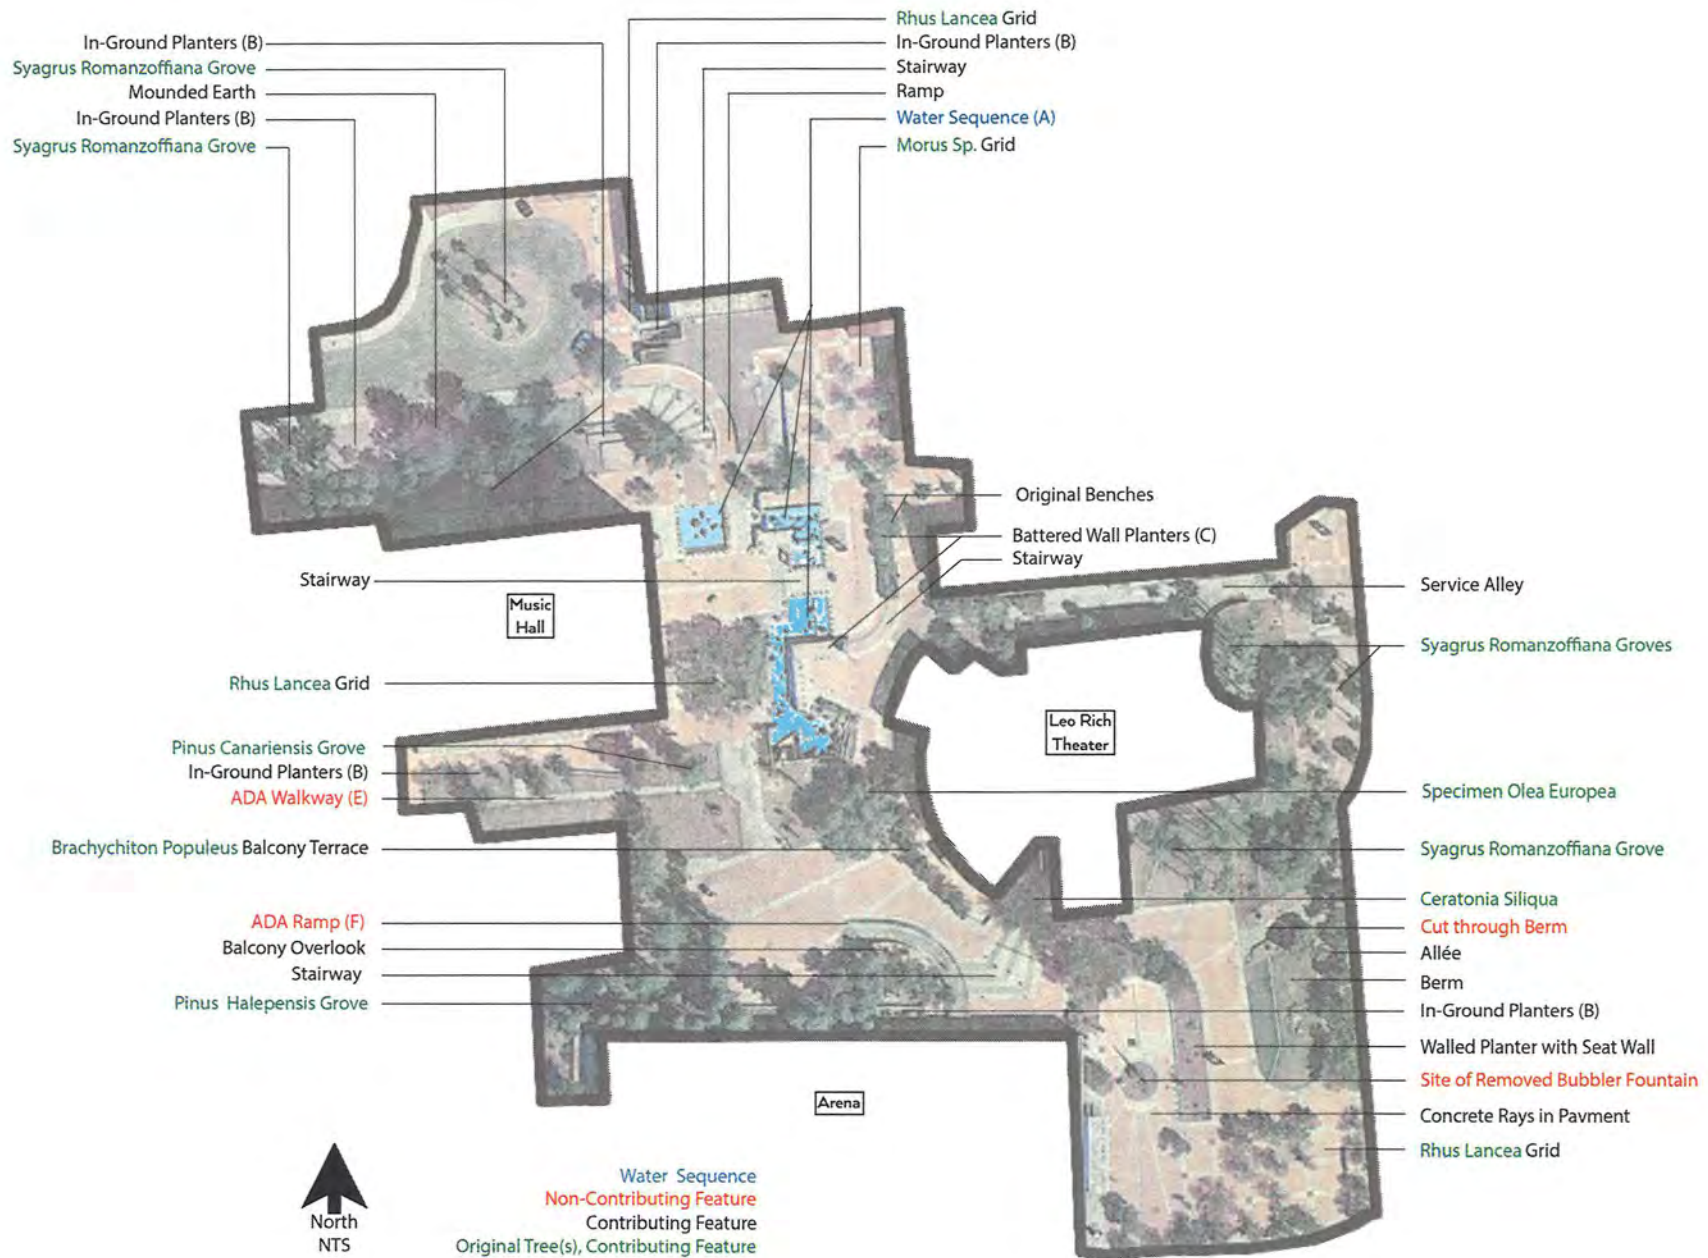 In-Ground Planters (B)
Syagrus Romanzoffiana Grove
Mounded Earth
In-Ground Planters (B)
Syagrus Romanzoffiana Grove
Rhus Lancea Grid
In-Ground Planters (B)
Stairway
Ramp
Water Sequence (A)
Morus Sp. Grid
Original Benches
Battered Wall Planters (C)
Stairway
Stairway
Music
Hall
Service Alley
Syagrus Romanzoffiana Groves
Rhus Lancea Grid
Leo Rich
Theater
Pinus Canariensis Grove
In-Ground Planters (B)
ADA Walkway (E)
Brachychiton Populeus Balcony Terrace
Specimen Olea Europea
Syagrus Romanzoffiana Grove
ADA Ramp (F)
Balcony Overlook
Stairway
Pinus Halepensis Grove
Ceratonia Siliqua
Cut through Berm
Allée
Berm
In-Ground Planters (B)
Walled Planter with Seat Wall
Site of Removed Bubbler Fountain
Concrete Rays in Pavment
Rhus Lancea Grid
Arena
North
NTS
Water Sequence
Non-Contributing Feature
Contributing Feature
Original Tree(s), Contributing Feature